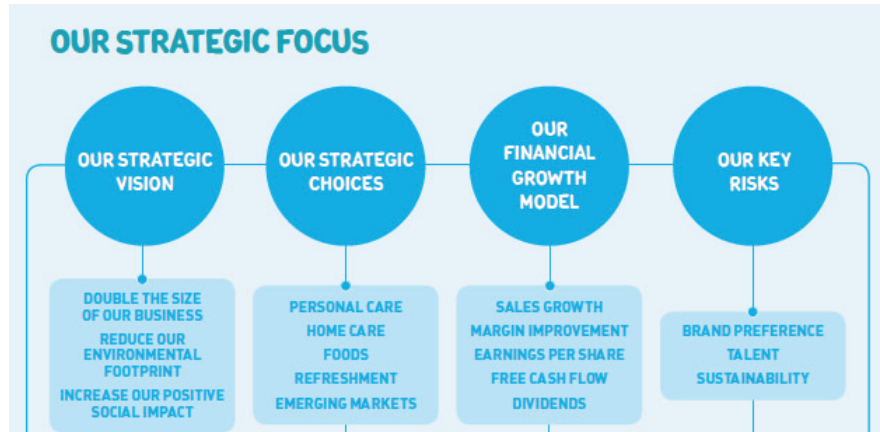 OUR STRATEGIC FOCUS
OUR STRATEGIC
VISION
OUR STRATEGIC
CHOICES
OUR
FINANCIAL
GROWTH
MODEL
OUR KEY
RISKS
DOUBLE THE SIZE
OF OUR BUSINESS
REDUCE OUR
ENVIRONMENTAL
FOOTPRINT
INCREASE OUR POSITIVE
SOCIAL IMPACT
PERSONAL CARE
HOME CARE
FOODS
REFRESHMENT
EMERGING MARKETS
SALES GROWTH
MARGIN IMPROVEMENT
EARNINGS PER SHARE
FREE CASH FLOW
DIVIDENDS
BRAND PREFERENCE
TALENT
SUSTAINABILITY